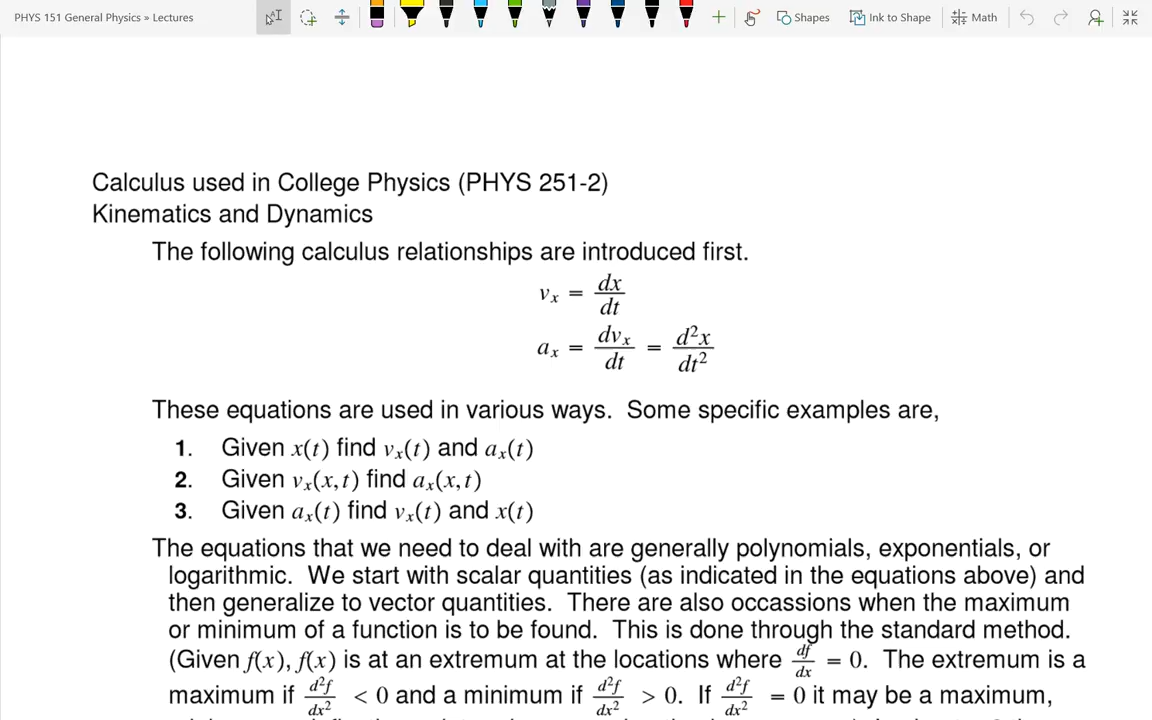 PHYS 151 General Physics » Lectures
Shapes
Ink to Shape
Math
Calculus used in College Physics (PHYS 251-2)
Kinematics and Dynamics
The following calculus relationships are introduced first.
vₓ = dx/dt
aₓ = dvₓ/dt = d²x/dt²
These equations are used in various ways. Some specific examples are,
1. Given x(t) find vₓ(t) and aₓ(t)
2. Given vₓ(x,t) find aₓ(x,t)
3. Given aₓ(t) find vₓ(t) and x(t)
The equations that we need to deal with are generally polynomials, exponentials, or
logarithmic. We start with scalar quantities (as indicated in the equations above) and
then generalize to vector quantities. There are also occassions when the maximum
or minimum of a function is to be found. This is done through the standard method.
(Given f(x), f(x) is at an extremum at the locations where df/dx = 0. The extremum is a
maximum if d²f/dx² < 0 and a minimum if d²f/dx² > 0. If d²f/dx² = 0 it may be a maximum,